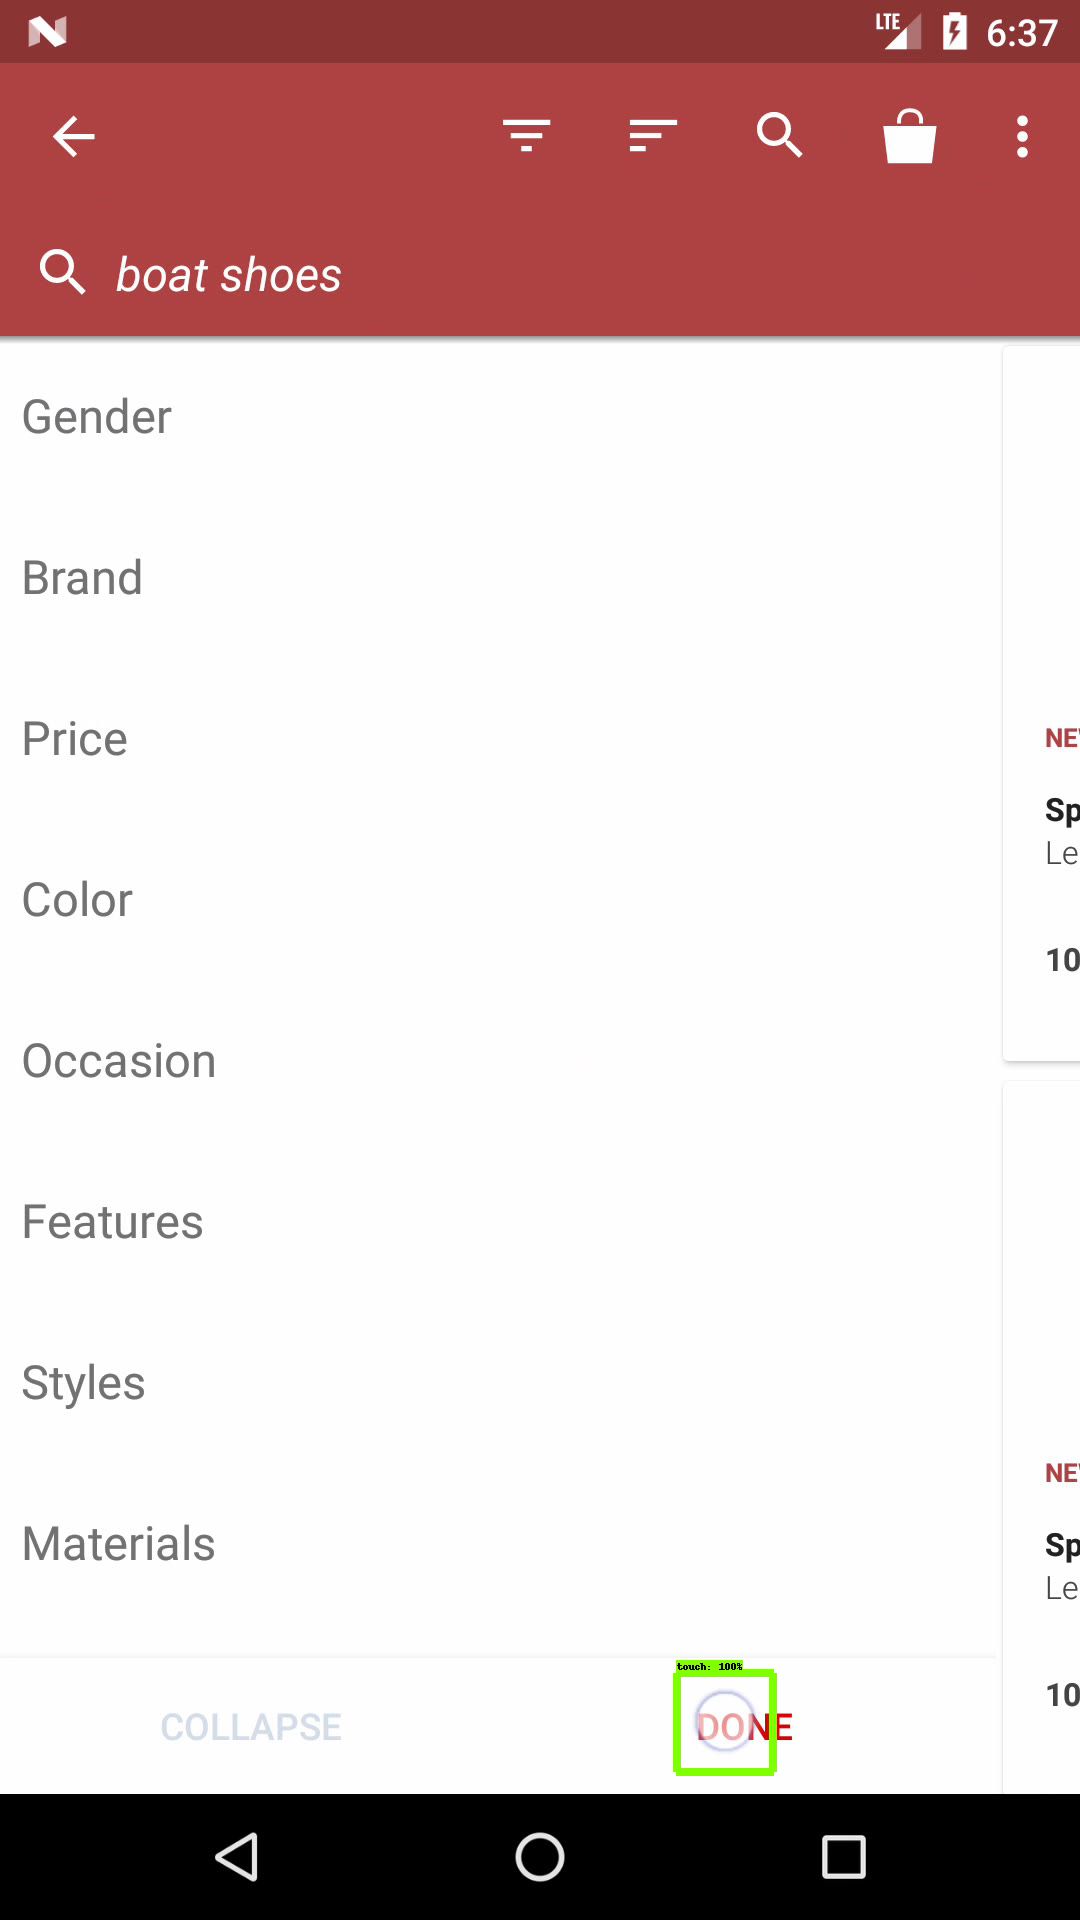 LTE 6:37
boat shoes
Gender
Brand
Price
NE
Sp
Le
Color
10
Occasion
Features
Styles
NE
Sp
Materials
Le
touch: 100%
10
COLLAPSE DONE